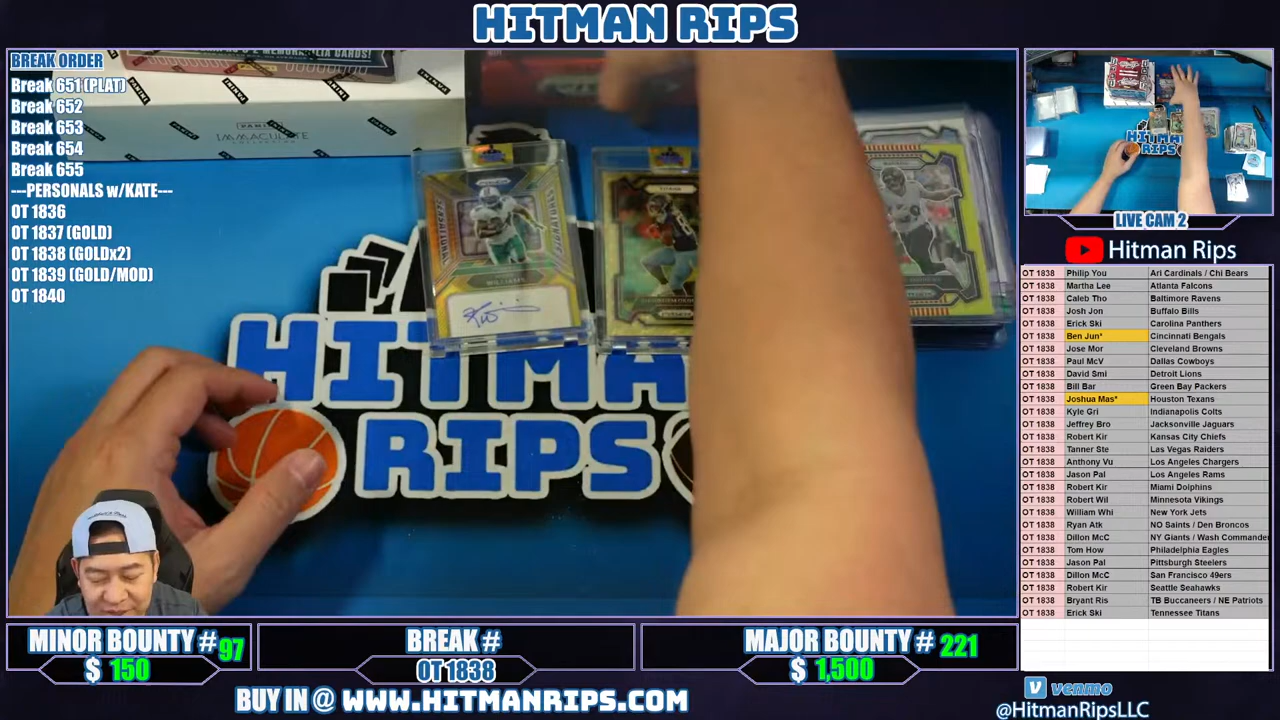 HITMAN RIPS
BREAK ORDER
Break 651 (PLAT)
Break 652
Break 653
Break 654
Break 655
---PERSONALS w/KATE---
OT 1836
OT 1837 (GOLD)
OT 1838 (GOLDx2)
OT 1839 (GOLD/MOD)
OT 1840
PANINI
IMMACULATE
COLLECTION
SENSATIONAL
SIGNATURES
WILLIAMS
HITMA
RIPS
LIVE CAM 2
Hitman Rips
OT 1838 Philip You Ari Cardinals / Chi Bears
OT 1838 Martha Lee Atlanta Falcons
OT 1838 Caleb Tho Baltimore Ravens
OT 1838 Josh Jon Buffalo Bills
OT 1838 Erick Ski Carolina Panthers
OT 1838 Ben Jun* Cincinnati Bengals
OT 1838 Jose Mor Cleveland Browns
OT 1838 Paul McV Dallas Cowboys
OT 1838 David Smi Detroit Lions
OT 1838 Bill Bar Green Bay Packers
OT 1838 Joshua Mas* Houston Texans
OT 1838 Kyle Gri Indianapolis Colts
OT 1838 Jeffrey Bro Jacksonville Jaguars
OT 1838 Robert Kir Kansas City Chiefs
OT 1838 Tanner Ste Las Vegas Raiders
OT 1838 Anthony Vu Los Angeles Chargers
OT 1838 Jason Pal Los Angeles Rams
OT 1838 Robert Kir Miami Dolphins
OT 1838 Robert Wil Minnesota Vikings
OT 1838 William Whi New York Jets
OT 1838 Ryan Atk NO Saints / Den Broncos
OT 1838 Dillon McC NY Giants / Wash Commander
OT 1838 Tom How Philadelphia Eagles
OT 1838 Jason Pal Pittsburgh Steelers
OT 1838 Dillon McC San Francisco 49ers
OT 1838 Robert Kir Seattle Seahawks
OT 1838 Bryant Ris TB Buccaneers / NE Patriots
OT 1838 Erick Ski Tennessee Titans
MINOR BOUNTY # 97
$ 150
BREAK #
OT 1838
MAJOR BOUNTY # 221
$ 1,500
BUY IN @ WWW.HITMANRIPS.COM
venmo
@HitmanRipsLLC